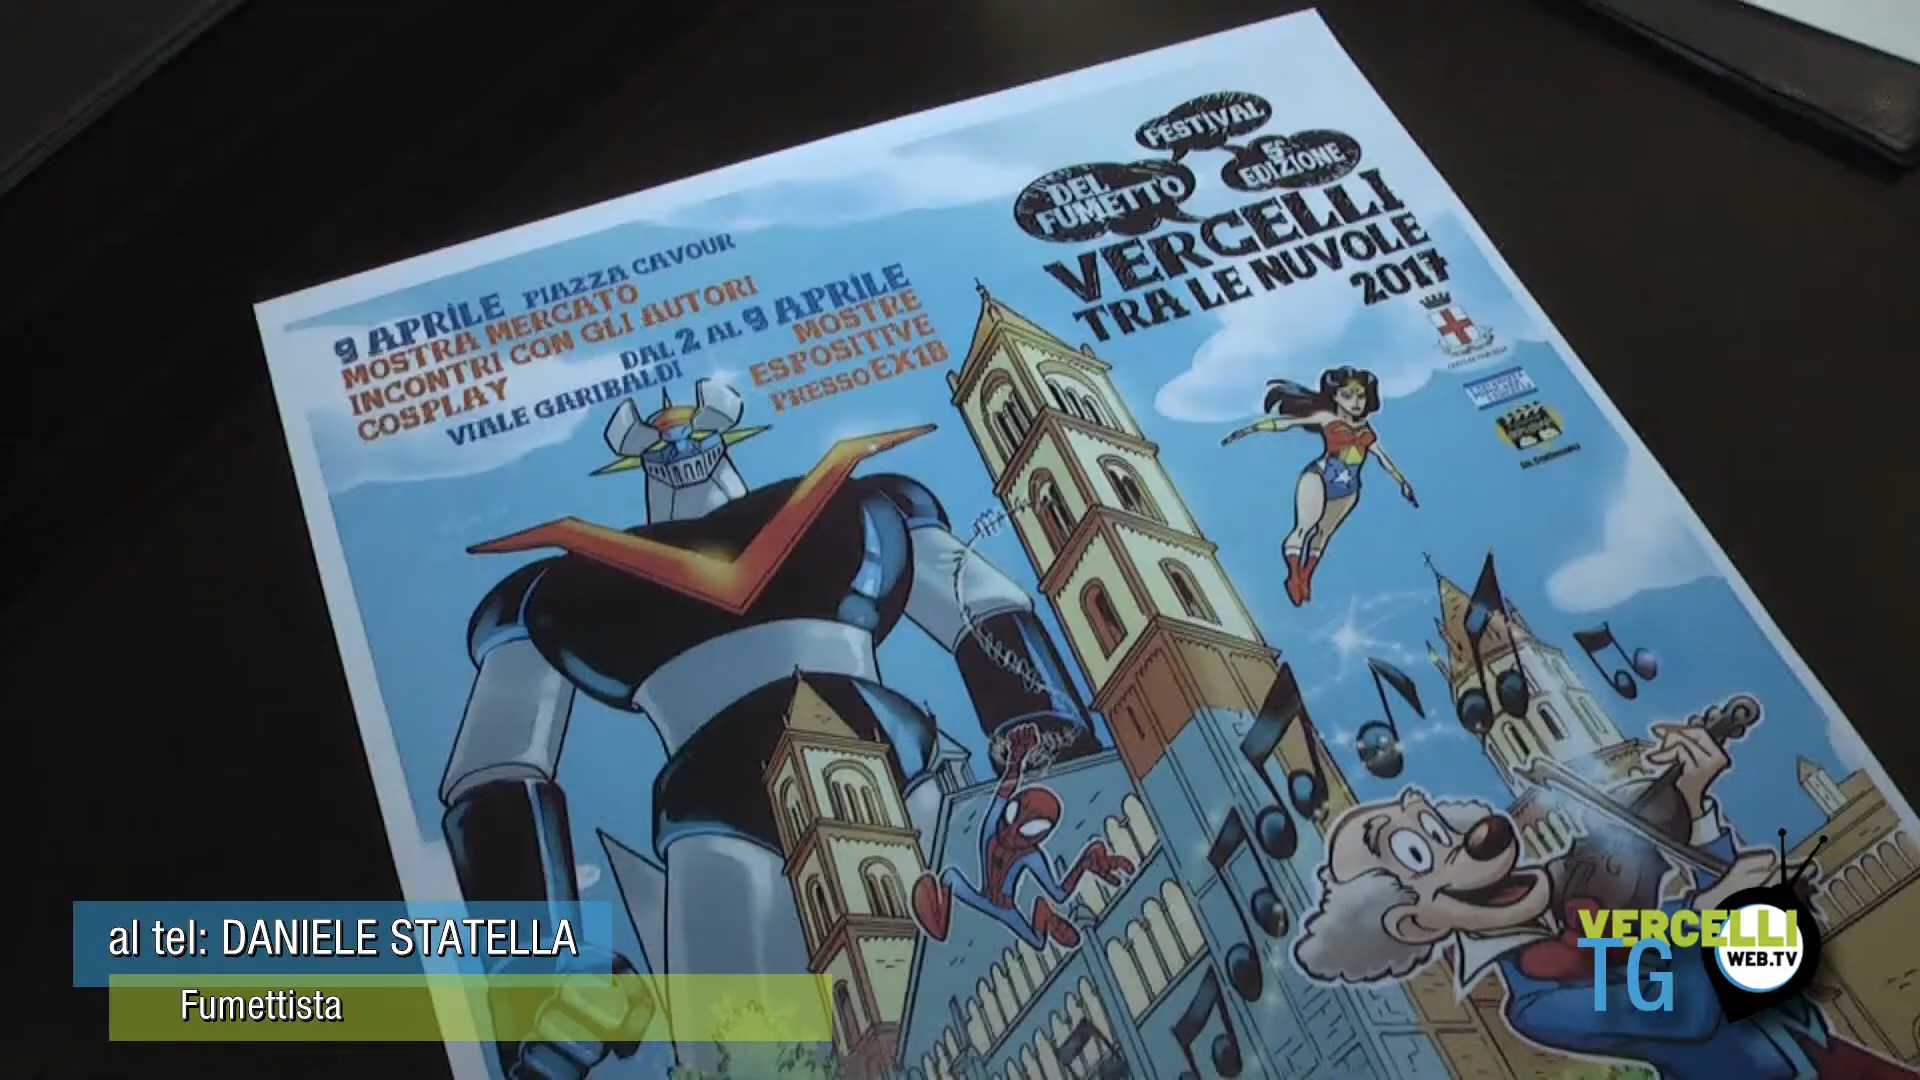 FESTIVAL
DEL
FUMETTO
5ª
EDIZIONE
VERCELLI
TRA LE NUVOLE
2017
9 APRILE PIAZZA CAVOUR
MOSTRA MERCATO
INCONTRI CON GLI AUTORI
COSPLAY
VIALE GARIBALDI
DAL 2 AL 9 APRILE
MOSTRE
ESPOSITIVE
PRESSO EX18
al tel: DANIELE STATELLA
Fumettista
VERCELLI
WEB.TV
TG